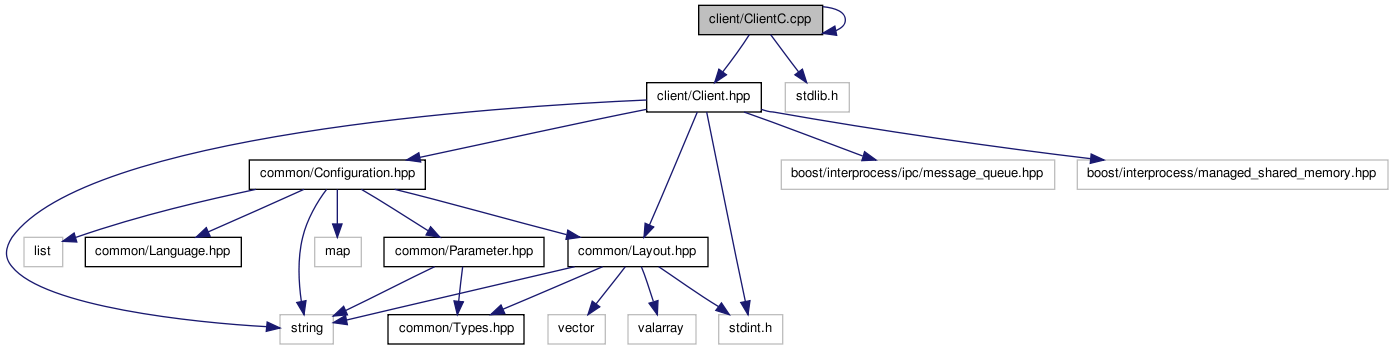 client/ClientC.cpp
client/Client.hpp
stdlib.h
common/Configuration.hpp
boost/interprocess/ipc/message_queue.hpp
boost/interprocess/managed_shared_memory.hpp
list
common/Language.hpp
map
common/Parameter.hpp
common/Layout.hpp
string
common/Types.hpp
vector
valarray
stdint.h